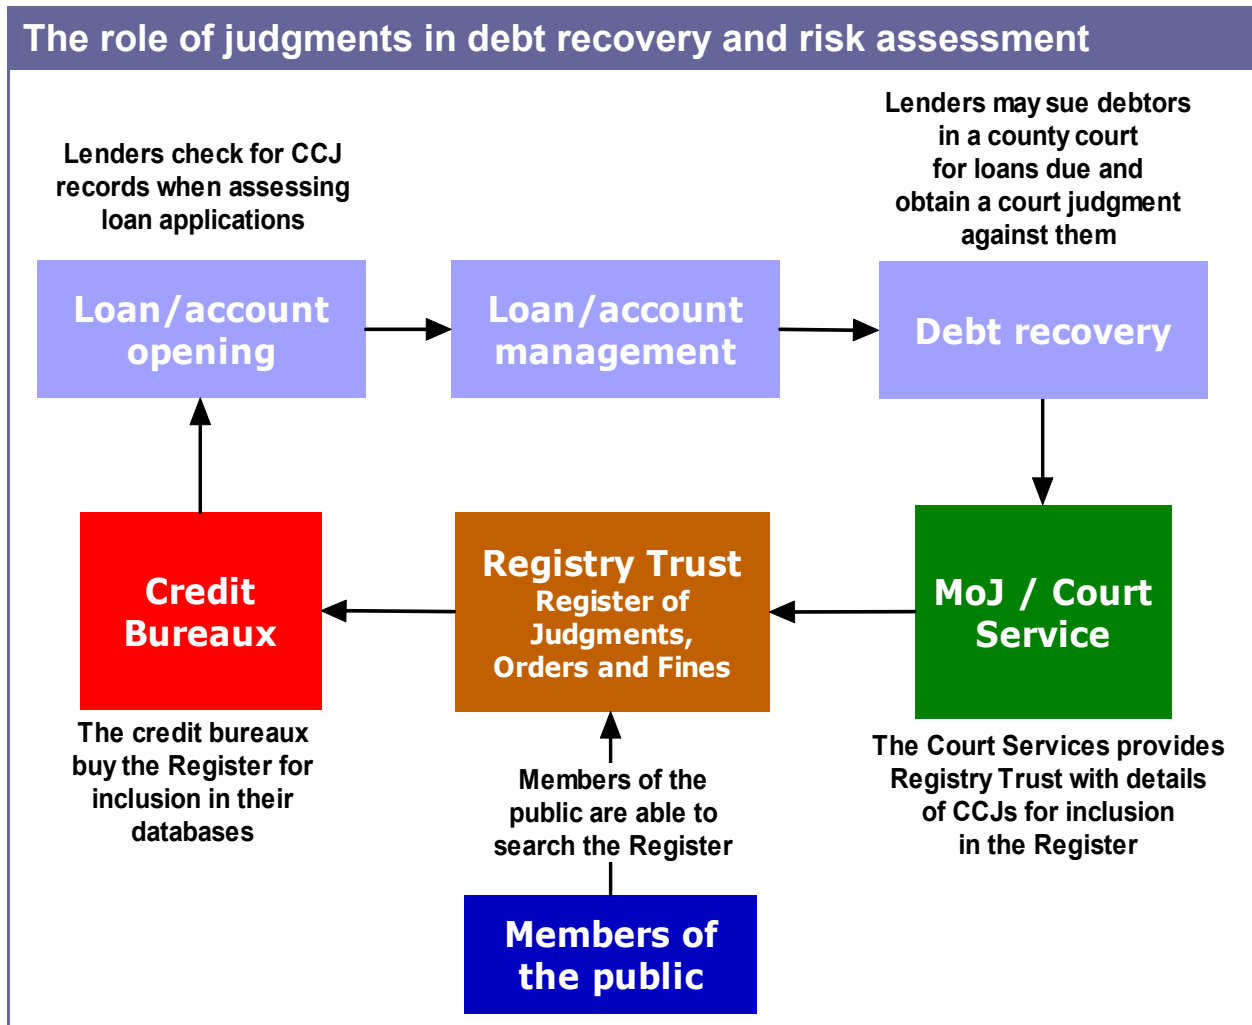 The role of judgments in debt recovery and risk assessment
Lenders check for CCJ
records when assessing
loan applications
Lenders may sue debtors
in a county court
for loans due and
obtain a court judgment
against them
Loan/account
opening
Loan/account
management
Debt recovery
Credit
Bureaux
Registry Trust
Register of
Judgments,
Orders and Fines
MoJ / Court
Service
The credit bureaux
buy the Register for
inclusion in their
databases
Members of the
public are able to
search the Register
The Court Services provides
Registry Trust with details
of CCJs for inclusion
in the Register
Members of
the public